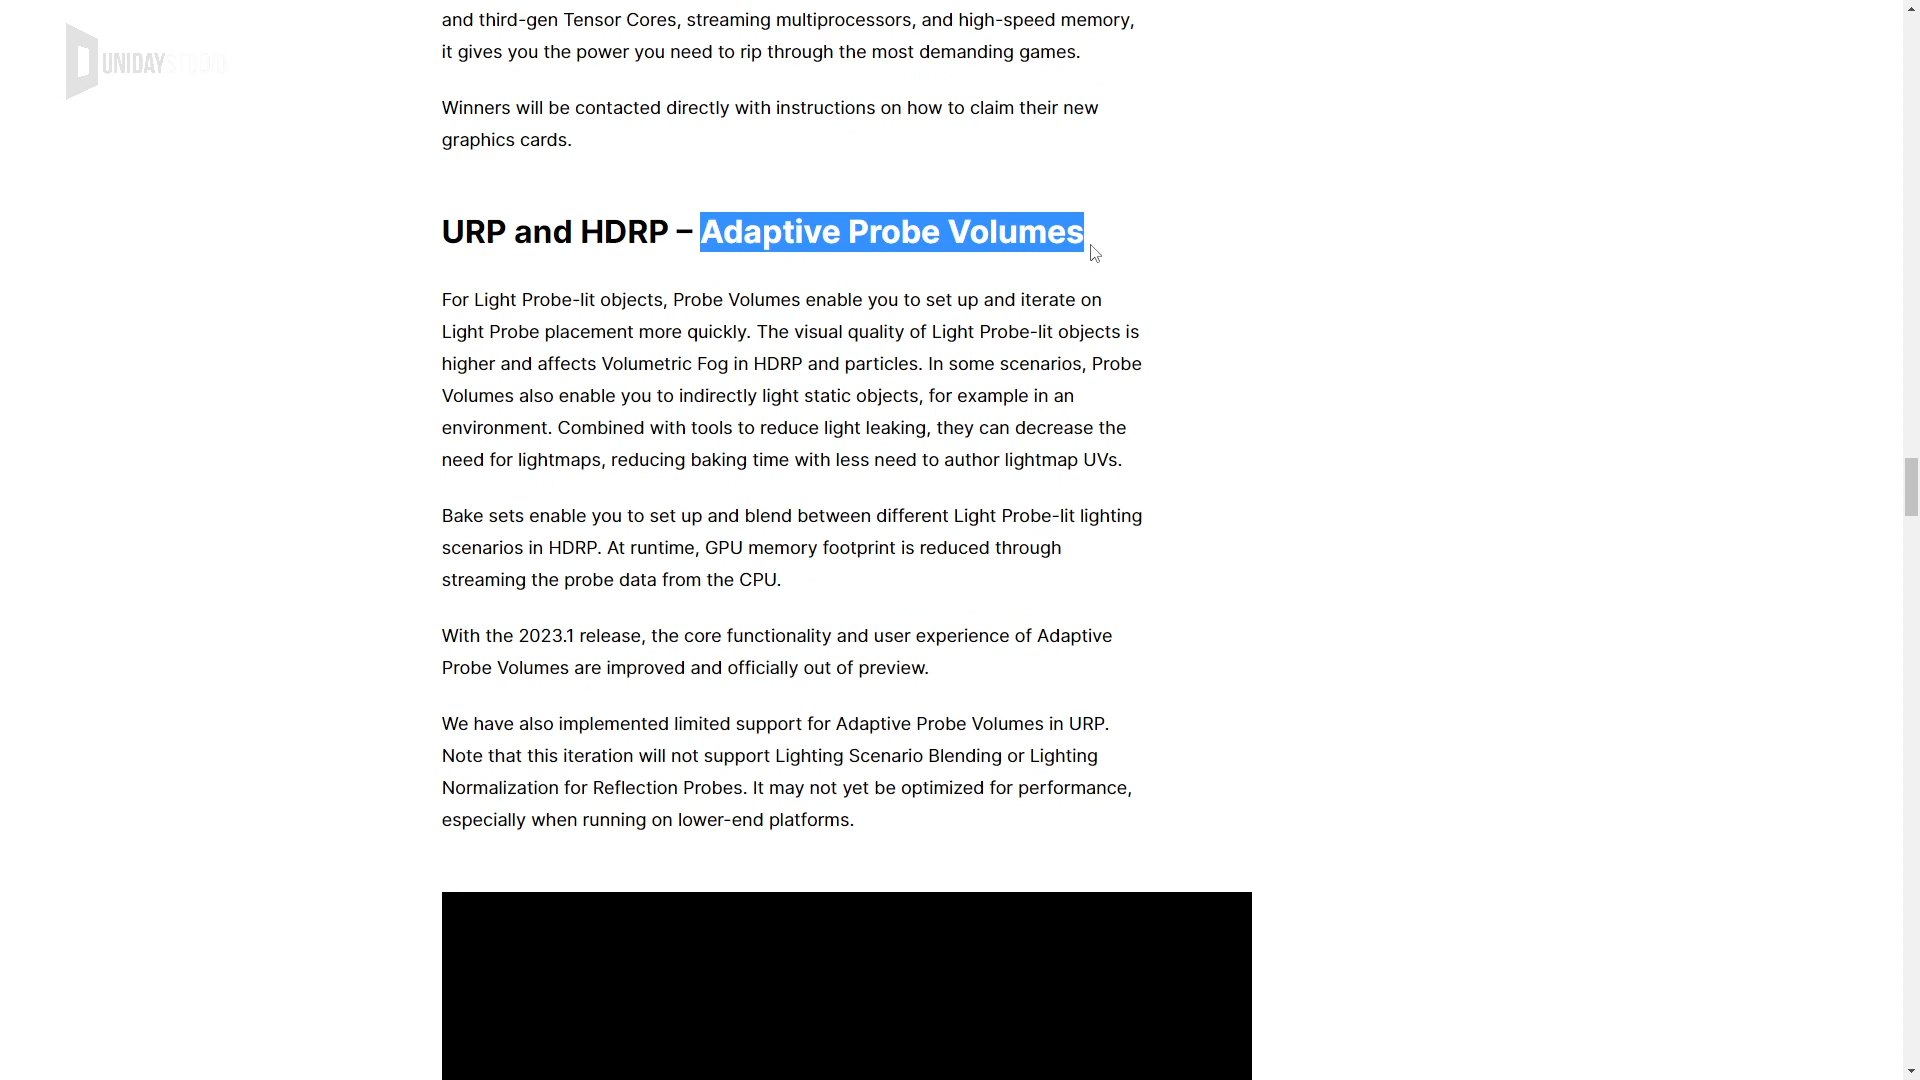 and third-gen Tensor Cores, streaming multiprocessors, and high-speed memory,
it gives you the power you need to rip through the most demanding games.
UNIDAYSTUDIO
Winners will be contacted directly with instructions on how to claim their new
graphics cards.
URP and HDRP – Adaptive Probe Volumes
For Light Probe-lit objects, Probe Volumes enable you to set up and iterate on
Light Probe placement more quickly. The visual quality of Light Probe-lit objects is
higher and affects Volumetric Fog in HDRP and particles. In some scenarios, Probe
Volumes also enable you to indirectly light static objects, for example in an
environment. Combined with tools to reduce light leaking, they can decrease the
need for lightmaps, reducing baking time with less need to author lightmap UVs.
Bake sets enable you to set up and blend between different Light Probe-lit lighting
scenarios in HDRP. At runtime, GPU memory footprint is reduced through
streaming the probe data from the CPU.
With the 2023.1 release, the core functionality and user experience of Adaptive
Probe Volumes are improved and officially out of preview.
We have also implemented limited support for Adaptive Probe Volumes in URP.
Note that this iteration will not support Lighting Scenario Blending or Lighting
Normalization for Reflection Probes. It may not yet be optimized for performance,
especially when running on lower-end platforms.